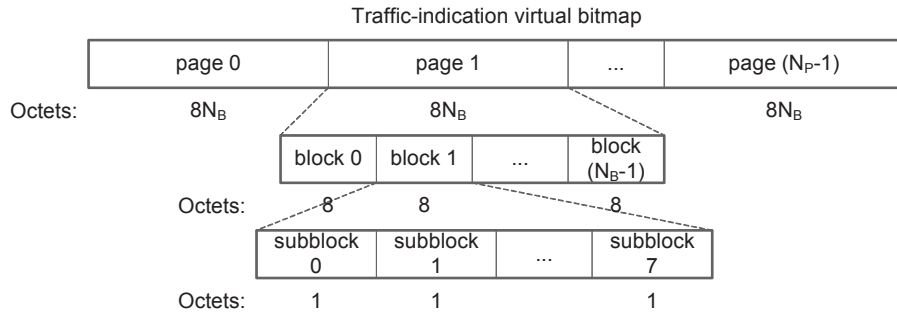 Traffic-indication virtual bitmap
page 0 page 1 ... page (NP-1)
Octets: 8NB 8NB 8NB
block 0 block 1 ... block (NB-1)
Octets: 8 8 8
subblock 0 subblock 1 ... subblock 7
Octets: 1 1 1